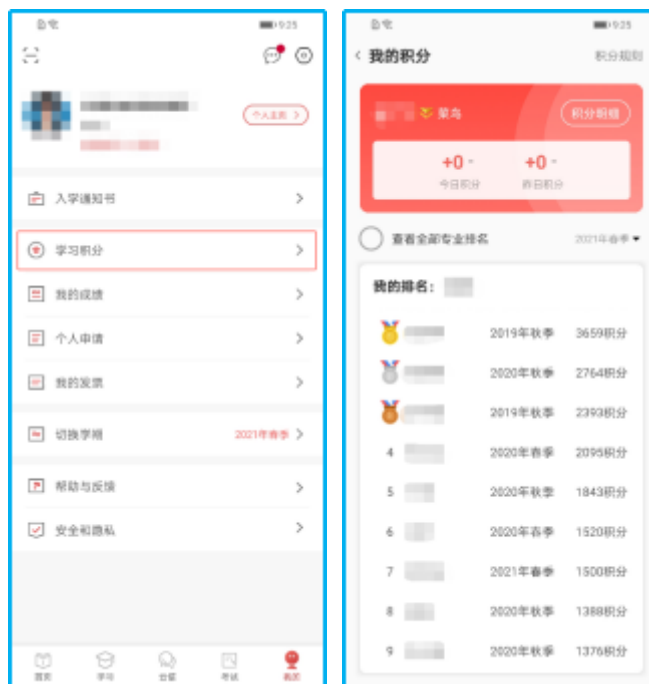 9:25
个人主页 >
入学通知书
学习积分
我的成绩
个人申请
我的发票
切换学期 2021年春季
帮助与反馈
安全和隐私
首页 学习 考试 我的
9:25
我的积分 积分规则
菜鸟 积分明细
+0 +0
今日积分 昨日积分
查看全部专业排名 2021年春季
我的排名：
2019年秋季 3659积分
2020年秋季 2764积分
2019年秋季 2393积分
4 2020年春季 2095积分
5 2020年秋季 1843积分
6 2020年春季 1520积分
7 2021年春季 1500积分
8 2020年秋季 1388积分
9 2020年秋季 1376积分